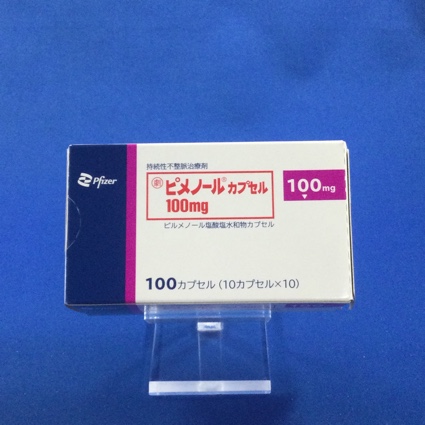 Pfizer
持続性不整脈治療剤
劇 ピメノール® カプセル
100mg
100mg
ピルメノール塩酸塩水和物カプセル
100カプセル（10カプセル×10）